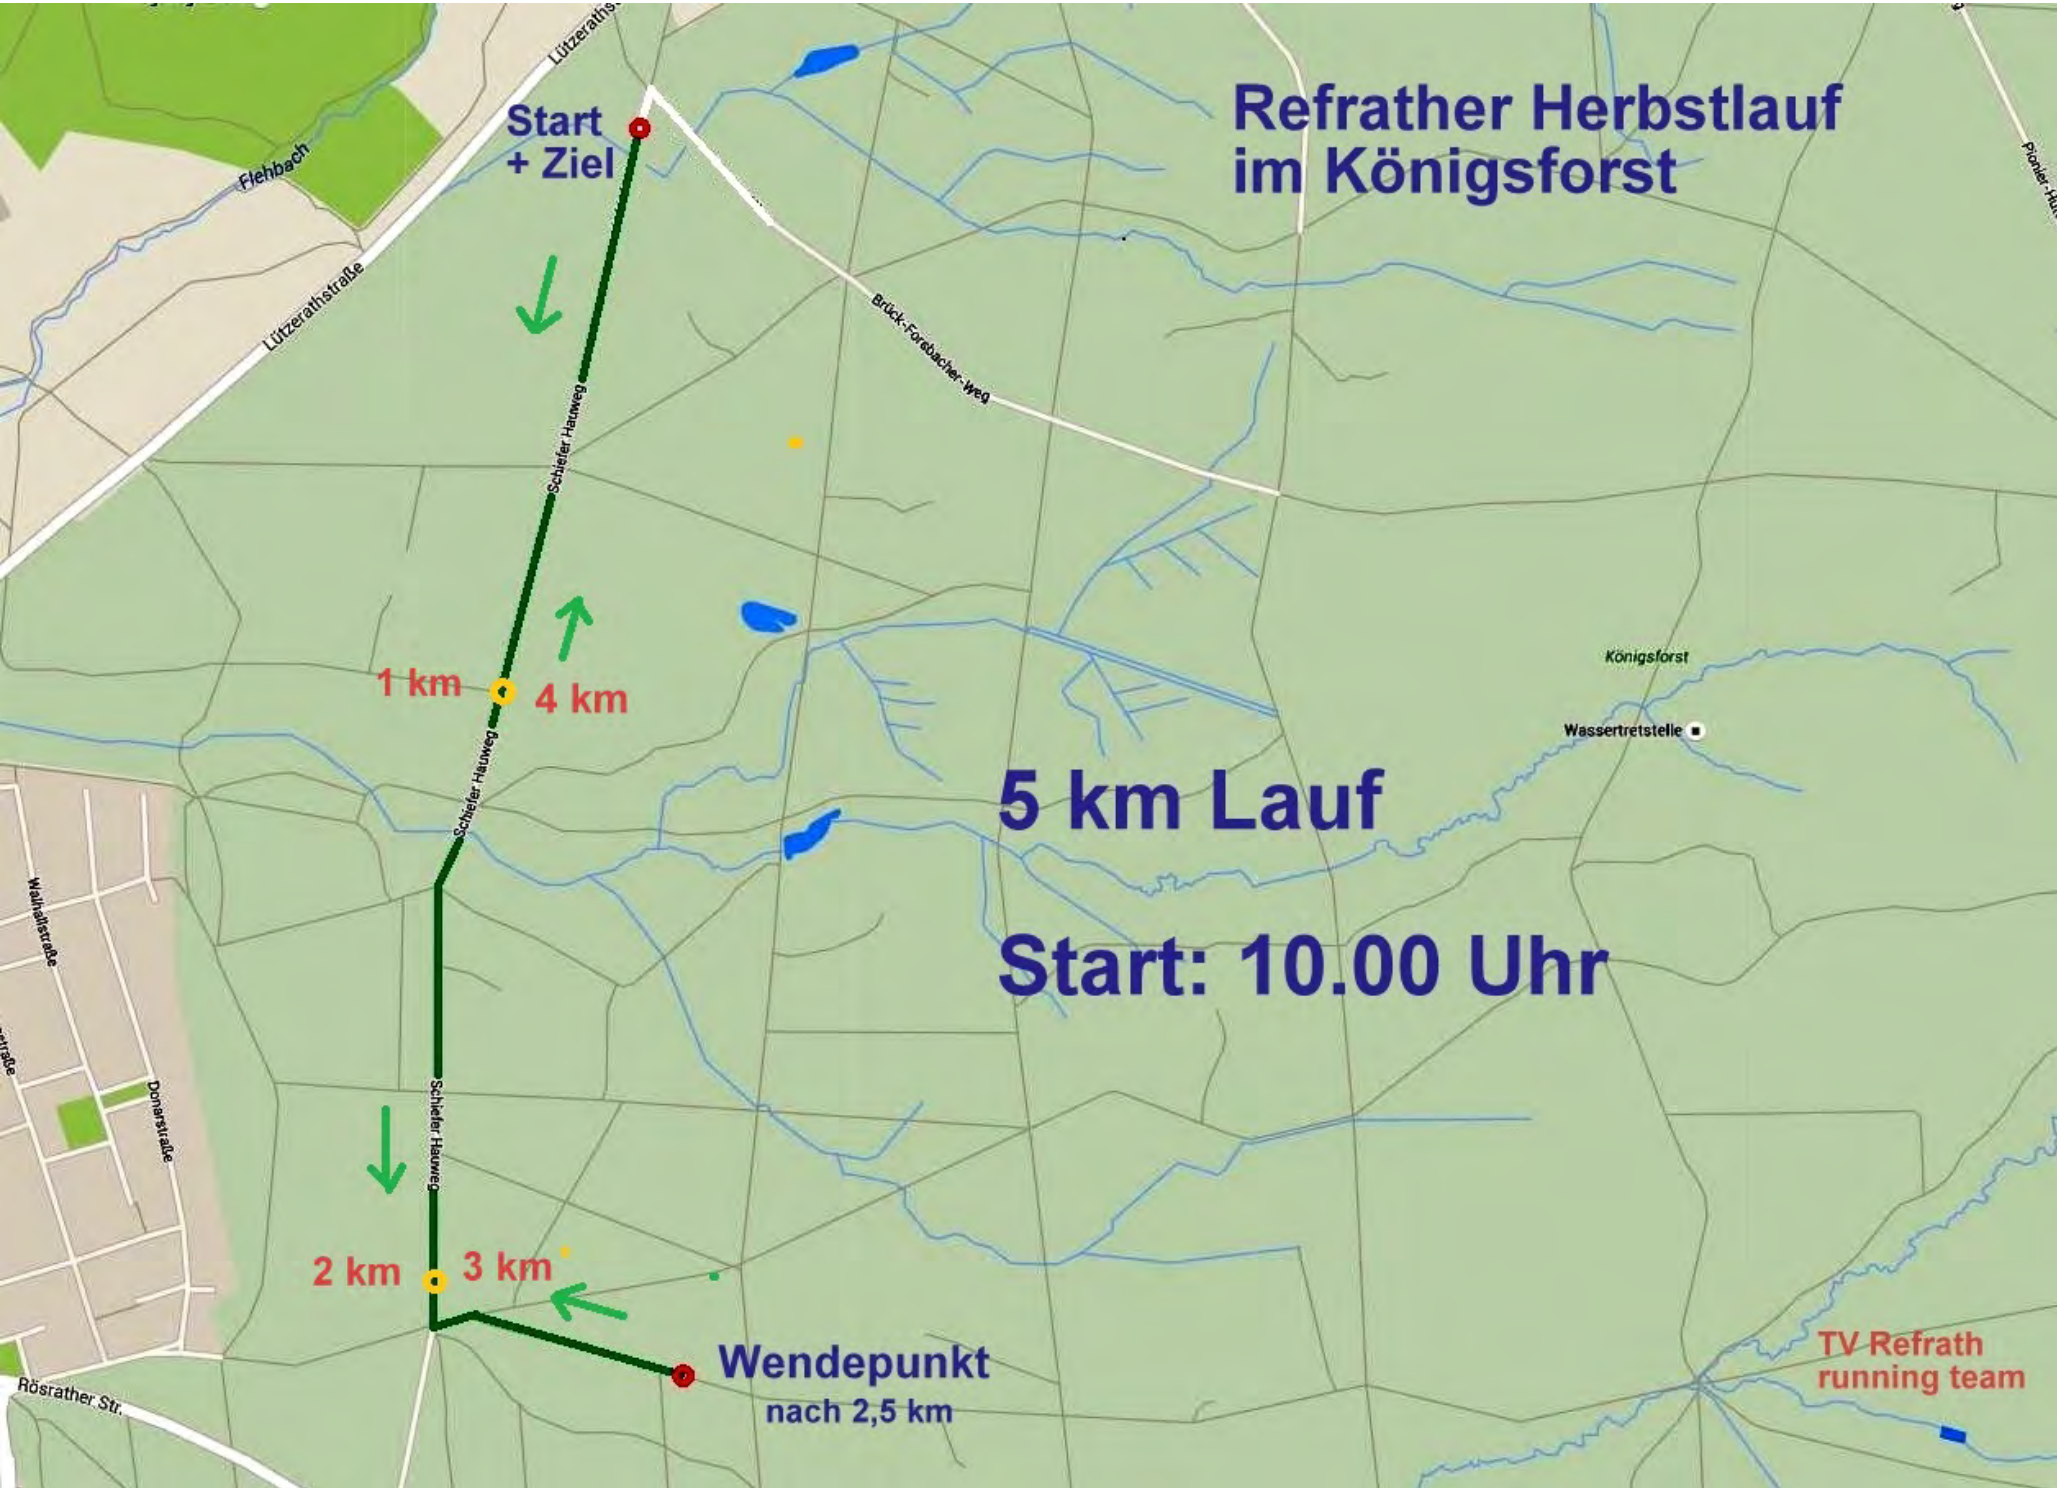 Lützeraths
Start
+ Ziel
Refrather Herbstlauf
im Königsforst
Flehbach
Lützerathstraße
Brück-Forsbacher-Weg
Schiefer Hauweg
Königsforst
1 km
4 km
Wassertretstelle
Schiefer Hauweg
5 km Lauf
Walhallstraße
Start: 10.00 Uhr
Donarstraße
Schiefer Hauweg
2 km
3 km
Wendepunkt
nach 2,5 km
TV Refrath
running team
Rösrather Str.